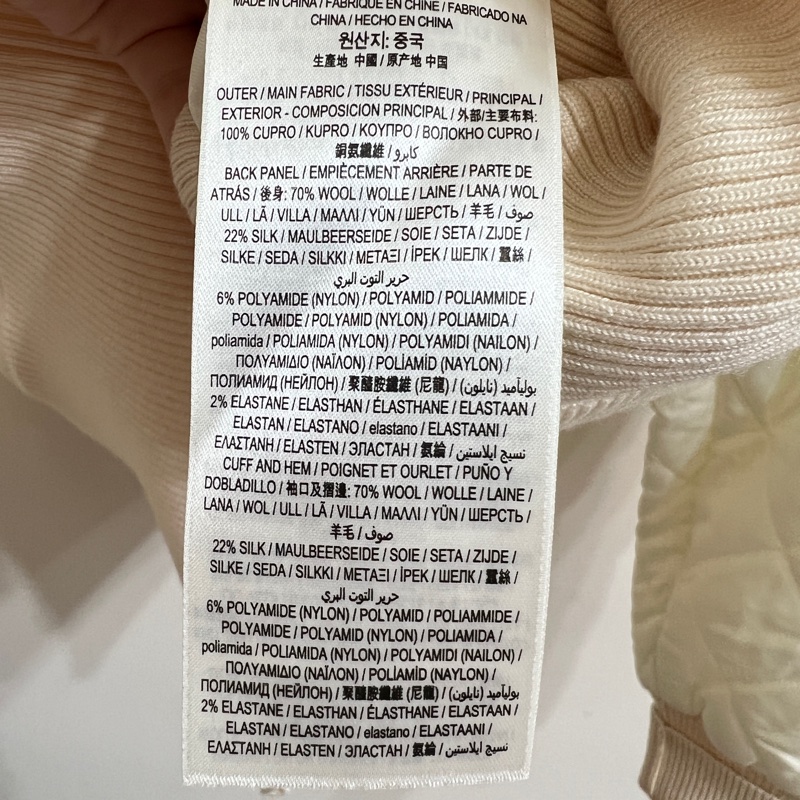 MADE IN CHINA / FABRIQUÉ EN CHINE / FABRICADO NA
CHINA / HECHO EN CHINA
원산지: 중국
生產地 中國 / 原产地 中国
OUTER / MAIN FABRIC / TISSU EXTÉRIEUR / PRINCIPAL /
EXTERIOR - COMPOSICION PRINCIPAL / 外部/主要布料:
100% CUPRO / KUPRO / ΚΟΥΠΡΟ / ВОЛОКНО CUPRO /
銅氨纖維 / كابرو
BACK PANEL / EMPIÈCEMENT ARRIÈRE / PARTE DE
ATRÁS / 後身: 70% WOOL / WOLLE / LAINE / LANA / WOL /
ULL / LÃ / VILLA / ΜΑΛΛΙ / YÜN / ШЕРСТЬ / 羊毛 / صوف
22% SILK / MAULBEERSEIDE / SOIE / SETA / ZIJDE /
SILKE / SEDA / SILKKI / ΜΕΤΑΞΙ / İPEK / ШЕЛК / 蠶絲 /
حرير التوت البري
6% POLYAMIDE (NYLON) / POLYAMID / POLIAMMIDE /
POLYAMIDE / POLYAMID (NYLON) / POLIAMIDA /
poliamida / POLIAMIDA (NYLON) / POLYAMIDI (NAILON) /
ΠΟΛΥΑΜΙΔΙΟ (ΝΑΪΛΟΝ) / POLİAMİD (NAYLON) /
ПОЛИАМИД (НЕЙЛОН) / 聚醯胺纖維 (尼龍) / بوليآميد (نايلون)
2% ELASTANE / ELASTHAN / ÉLASTHANE / ELASTAAN /
ELASTAN / ELASTANO / elastano / ELASTAANI /
ΕΛΑΣΤΑΝΗ / ELASTEN / ЭЛАСТАН / 氨綸 / نسيج ايلاستين
CUFF AND HEM / POIGNET ET OURLET / PUÑO Y
DOBLADILLO / 袖口及摺邊: 70% WOOL / WOLLE / LAINE /
LANA / WOL / ULL / LÃ / VILLA / ΜΑΛΛΙ / YÜN / ШЕРСТЬ /
羊毛 / صوف
22% SILK / MAULBEERSEIDE / SOIE / SETA / ZIJDE /
SILKE / SEDA / SILKKI / ΜΕΤΑΞΙ / İPEK / ШЕЛК / 蠶絲 /
حرير التوت البري
6% POLYAMIDE (NYLON) / POLYAMID / POLIAMMIDE /
POLYAMIDE / POLYAMID (NYLON) / POLIAMIDA /
poliamida / POLIAMIDA (NYLON) / POLYAMIDI (NAILON) /
ΠΟΛΥΑΜΙΔΙΟ (ΝΑΪΛΟΝ) / POLİAMİD (NAYLON) /
ПОЛИАМИД (НЕЙЛОН) / 聚醯胺纖維 (尼龍) / بوليآميد (نايلون)
2% ELASTANE / ELASTHAN / ÉLASTHANE / ELASTAAN /
ELASTAN / ELASTANO / elastano / ELASTAANI /
ΕΛΑΣΤΑΝΗ / ELASTEN / ЭЛАСТАН / 氨綸 / نسيج ايلاستين